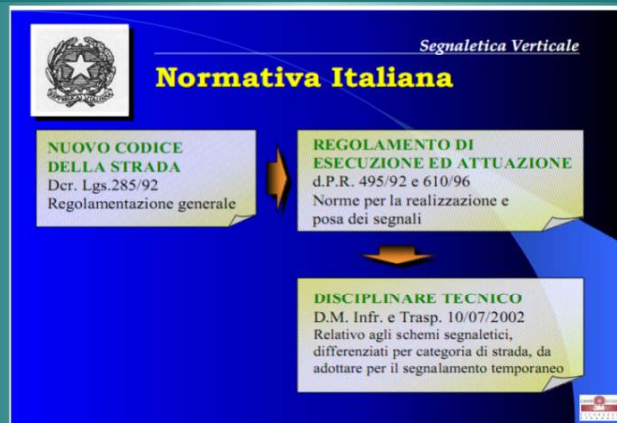 Segnaletica Verticale
Normativa Italiana
NUOVO CODICE
DELLA STRADA
Dcr. Lgs.285/92
Regolamentazione generale
REGOLAMENTO DI
ESECUZIONE ED ATTUAZIONE
d.P.R. 495/92 e 610/96
Norme per la realizzazione e
posa dei segnali
DISCIPLINARE TECNICO
D.M. Infr. e Trasp. 10/07/2002
Relativo agli schemi segnaletici,
differenziati per categoria di strada, da
adottare per il segnalamento temporaneo